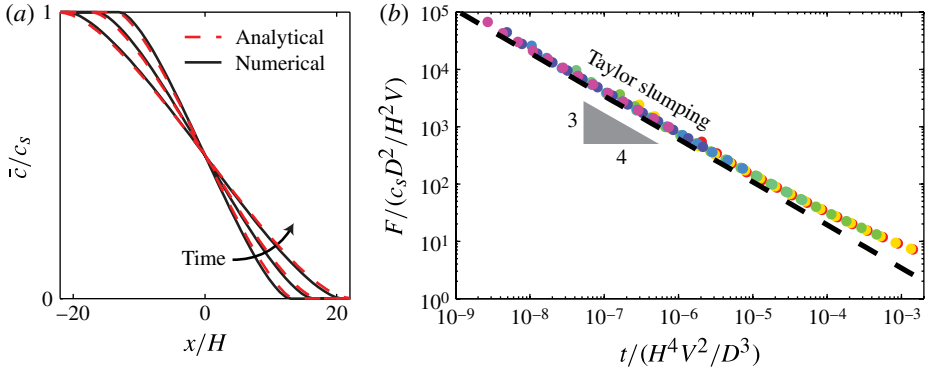 (a)
1
Analytical
Numerical
c̄/c_s
Time
0
−20
0
20
x/H
(b)
10^5
10^4
10^3
10^2
10^1
10^0
F/(c_s D^2/H^2 V)
Taylor slumping
3
4
10^−9
10^−8
10^−7
10^−6
10^−5
10^−4
10^−3
t/(H^4 V^2/D^3)